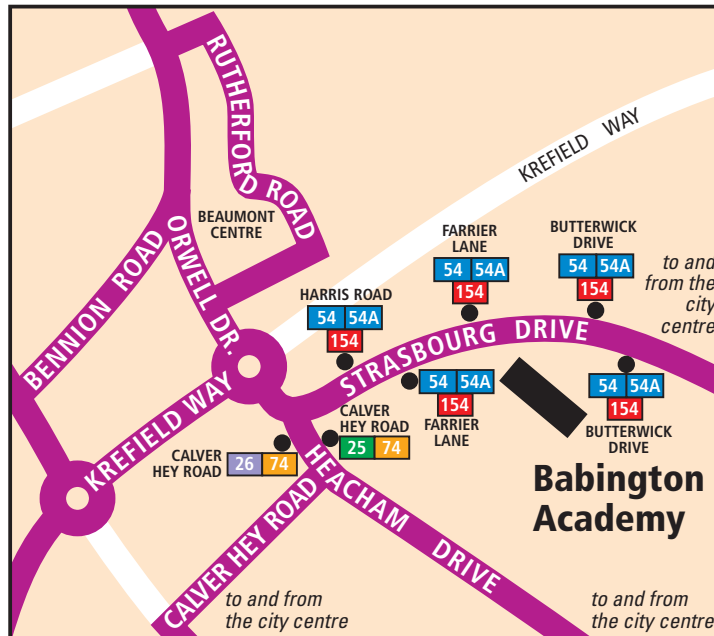 RUTHERFORD ROAD
KREFIELD WAY
BEAUMONT
CENTRE
ORWELL DR.
BENNION ROAD
FARRIER
LANE
54 54A
154
BUTTERWICK
DRIVE
54 54A
154
to and
from the
city
centre
HARRIS ROAD
54 54A
154
STRASBOURG DRIVE
54 54A
154
FARRIER
LANE
54 54A
154
BUTTERWICK
DRIVE
KREFIELD WAY
CALVER
HEY ROAD
25 74
CALVER
HEY ROAD
26 74
Babington
Academy
HEACHAM DRIVE
CALVER HEY ROAD
to and from
the city centre
to and from
the city centre